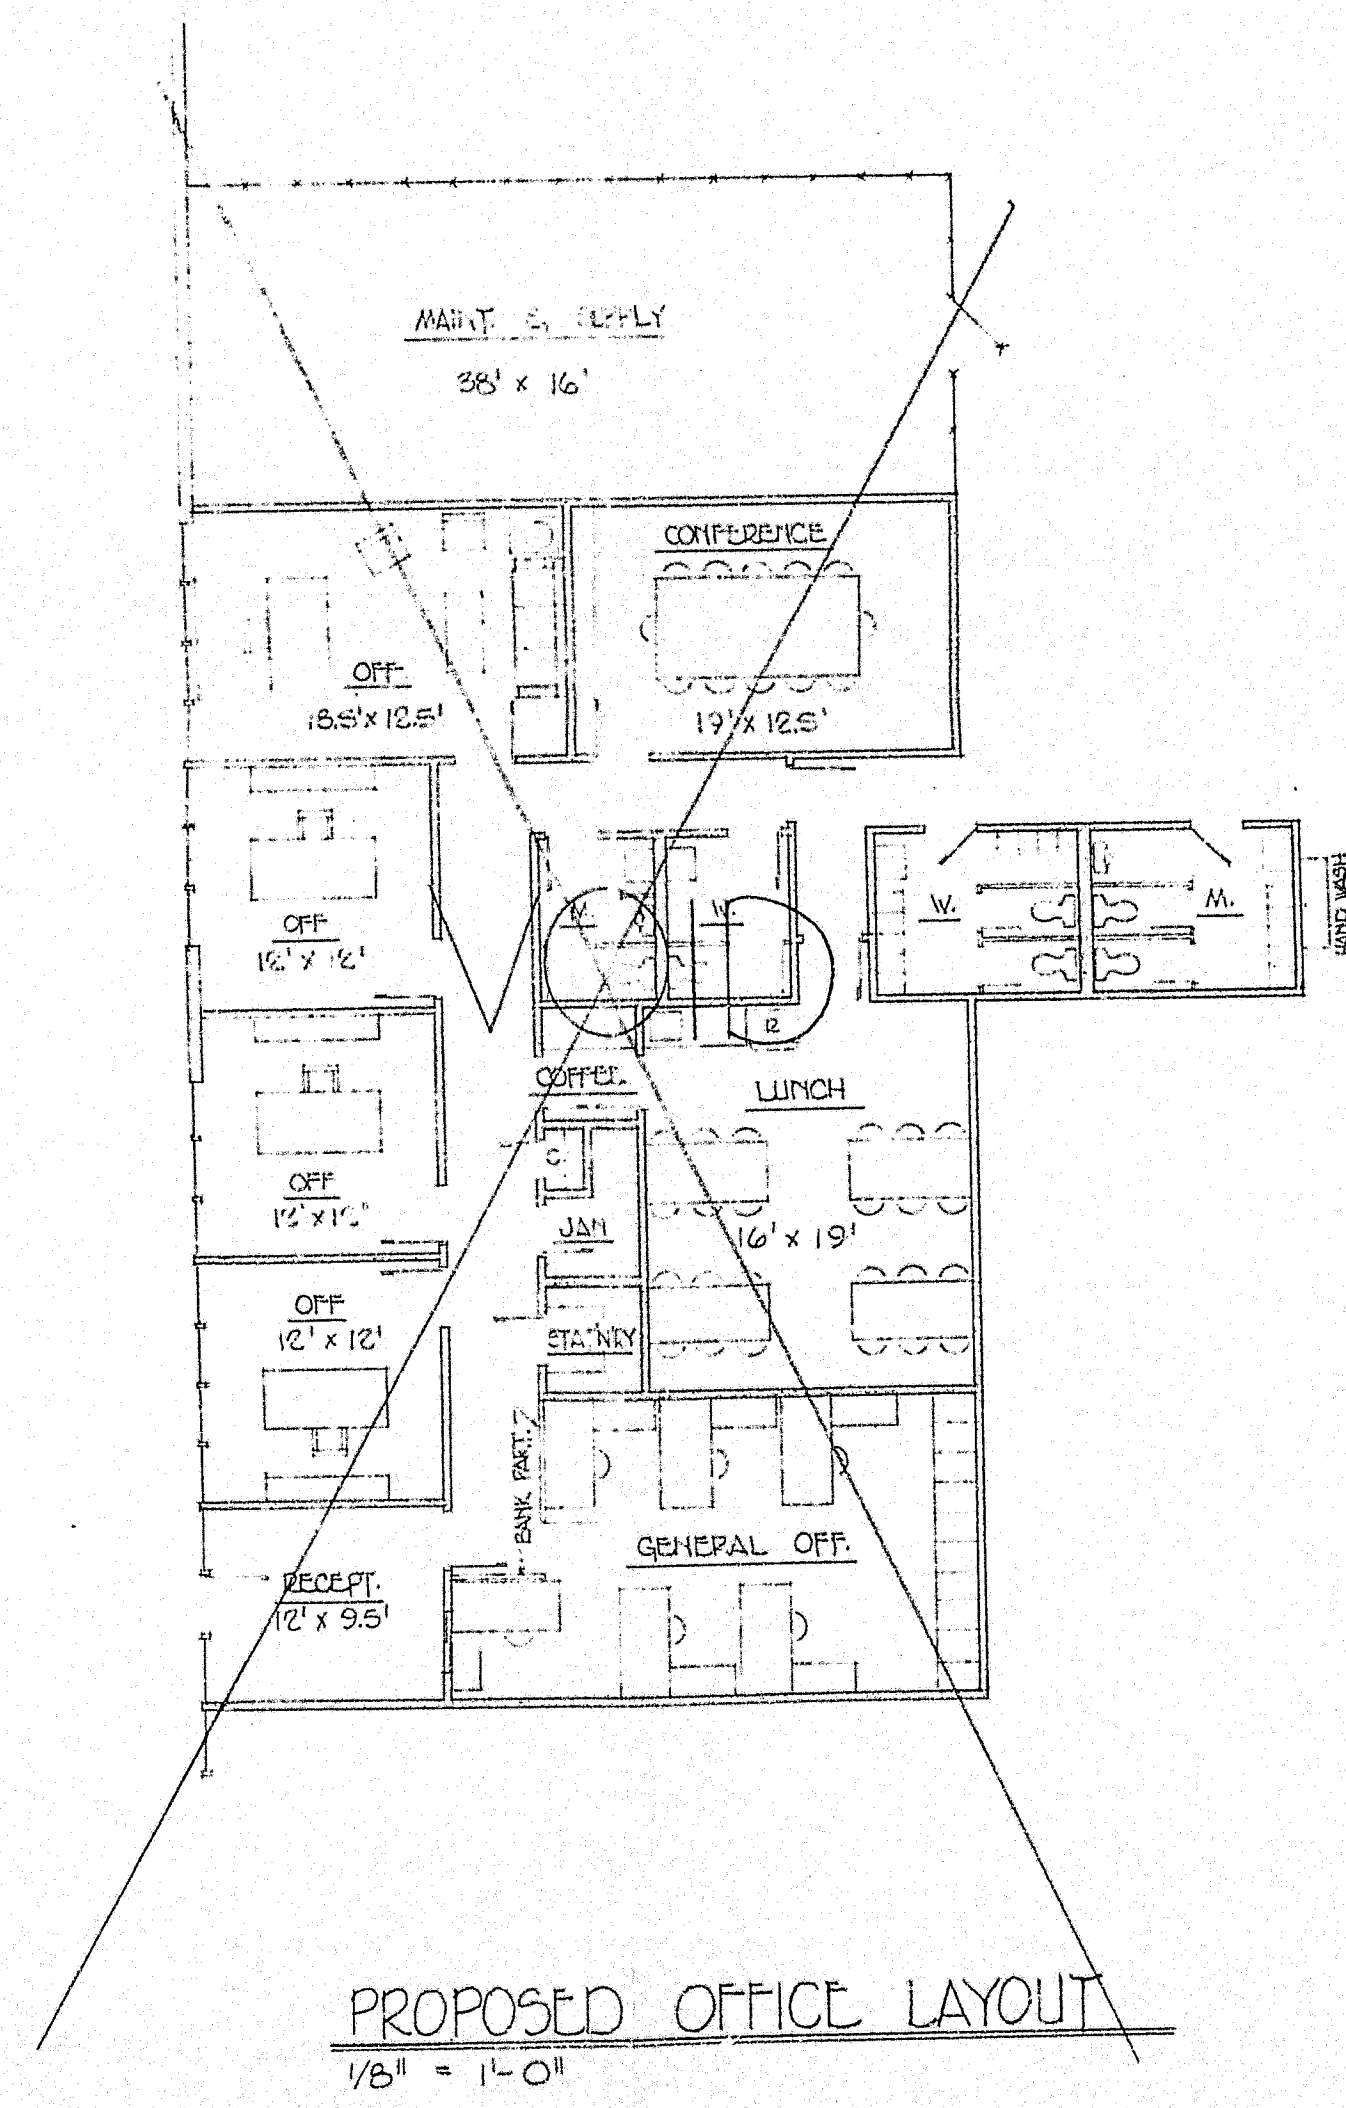 MAINT. & SUPPLY
38' x 16'
CONFERENCE
19' x 12.5'
OFF
18.5' x 12.5'
OFF
12' x 12'
M.
W.
W.
M.
HAND WASH
VOID
R
COFFEE
LUNCH
16' x 19'
OFF
12' x 12'
C.
JAN
OFF
12' x 12'
STA'NRY
BANK PART.
GENERAL OFF.
RECEPT.
12' x 9.5'
PROPOSED OFFICE LAYOUT
1/8" = 1'-0"